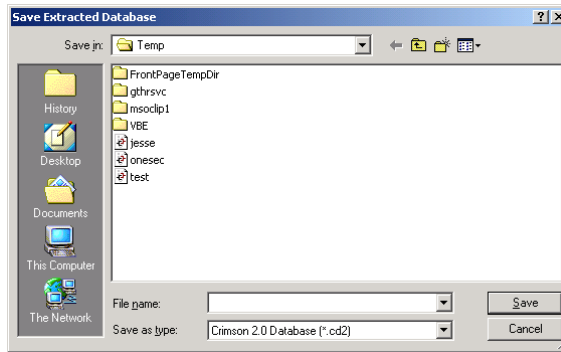 Save Extracted Database
Save in: Temp
FrontPageTempDir
gthrsvc
msoclip1
VBE
jesse
onesec
test
History
Desktop
Documents
This Computer
The Network
File name:
Save
Save as type: Crimson 2.0 Database (*.cd2)
Cancel